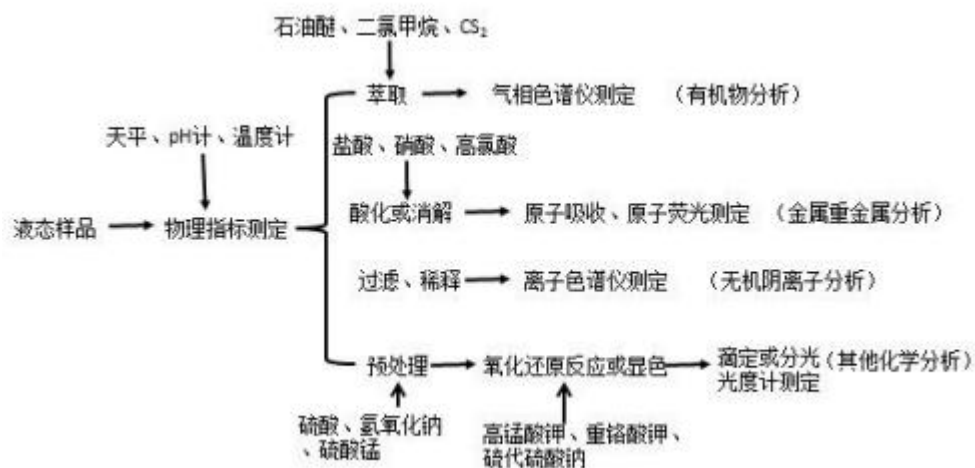 石油醚、二氯甲烷、CS₂
萃取
气相色谱仪测定
(有机物分析)
天平、pH计、温度计
盐酸、硝酸、高氯酸
液态样品
物理指标测定
酸化或消解
原子吸收、原子荧光测定
(金属重金属分析)
过滤、稀释
离子色谱仪测定
(无机阴离子分析)
预处理
氧化还原反应或显色
滴定或分光
光度计测定
(其他化学分析)
硫酸、氢氧化钠
、硫酸锰
高锰酸钾、重铬酸钾、
硫代硫酸钠